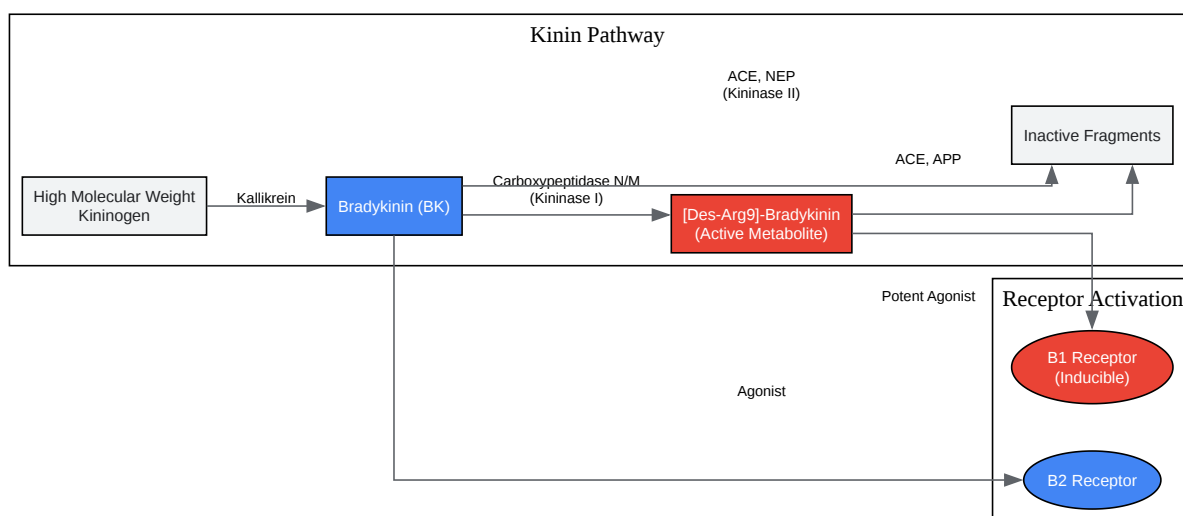 Kinin Pathway
ACE, NEP
(Kininase II)
Inactive Fragments
ACE, APP
High Molecular Weight
Kininogen
Kallikrein
Bradykinin (BK)
Carboxypeptidase N/M
(Kininase I)
[Des-Arg9]-Bradykinin
(Active Metabolite)
Potent Agonist
Receptor Activation
B1 Receptor
(Inducible)
Agonist
B2 Receptor